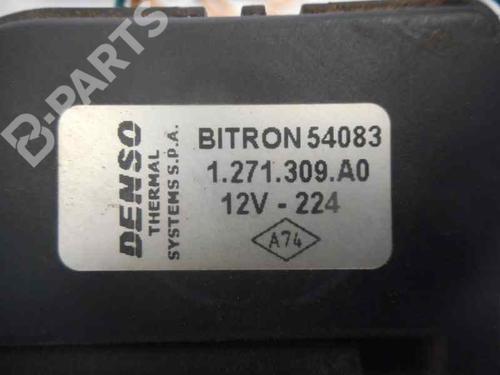 B-PARTS
DENSO
THERMAL
SYSTEMS S.P.A.
BITRON 54083
1.271.309.A0
12V - 224
A74